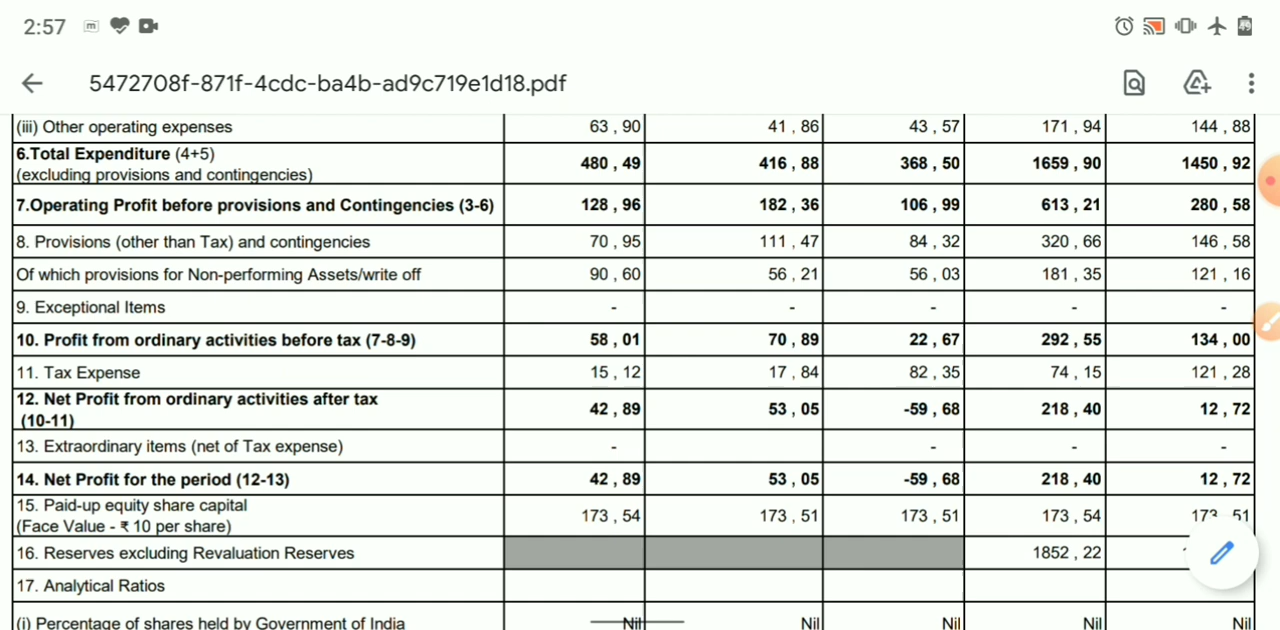 2:57
5472708f-871f-4cdc-ba4b-ad9c719e1d18.pdf
(iii) Other operating expenses 63 , 90 41 , 86 43 , 57 171 , 94 144 , 88
6.Total Expenditure (4+5)
(excluding provisions and contingencies) 480 , 49 416 , 88 368 , 50 1659 , 90 1450 , 92
7.Operating Profit before provisions and Contingencies (3-6) 128 , 96 182 , 36 106 , 99 613 , 21 280 , 58
8. Provisions (other than Tax) and contingencies 70 , 95 111 , 47 84 , 32 320 , 66 146 , 58
Of which provisions for Non-performing Assets/write off 90 , 60 56 , 21 56 , 03 181 , 35 121 , 16
9. Exceptional Items - - - - -
10. Profit from ordinary activities before tax (7-8-9) 58 , 01 70 , 89 22 , 67 292 , 55 134 , 00
11. Tax Expense 15 , 12 17 , 84 82 , 35 74 , 15 121 , 28
12. Net Profit from ordinary activities after tax
(10-11) 42 , 89 53 , 05 -59 , 68 218 , 40 12 , 72
13. Extraordinary items (net of Tax expense) - - - -
14. Net Profit for the period (12-13) 42 , 89 53 , 05 -59 , 68 218 , 40 12 , 72
15. Paid-up equity share capital
(Face Value - ₹ 10 per share) 173 , 54 173 , 51 173 , 51 173 , 54 173 51
16. Reserves excluding Revaluation Reserves 1852 , 22
17. Analytical Ratios
(i) Percentage of shares held by Government of India Nil Nil Nil Nil Nil